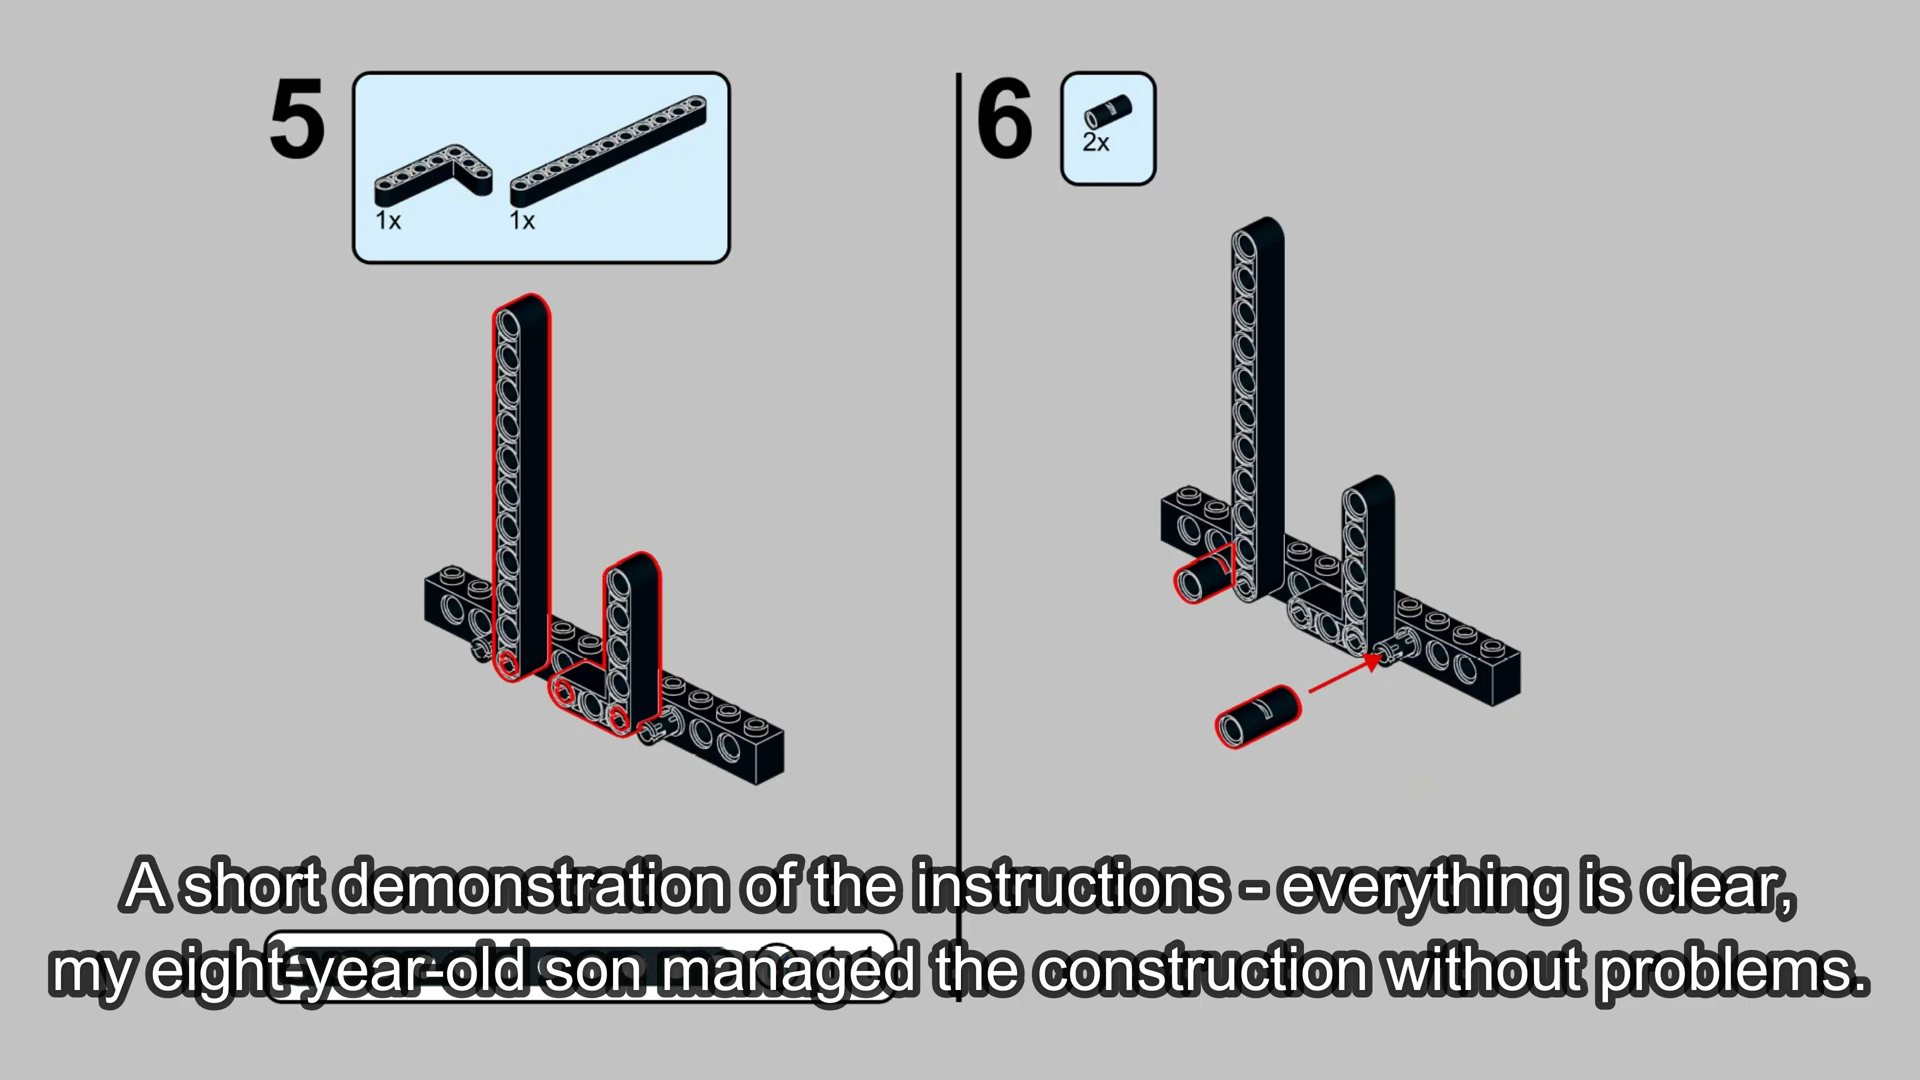 5
1x 1x
6
2x
A short demonstration of the instructions - everything is clear,
my eight-year-old son managed the construction without problems.